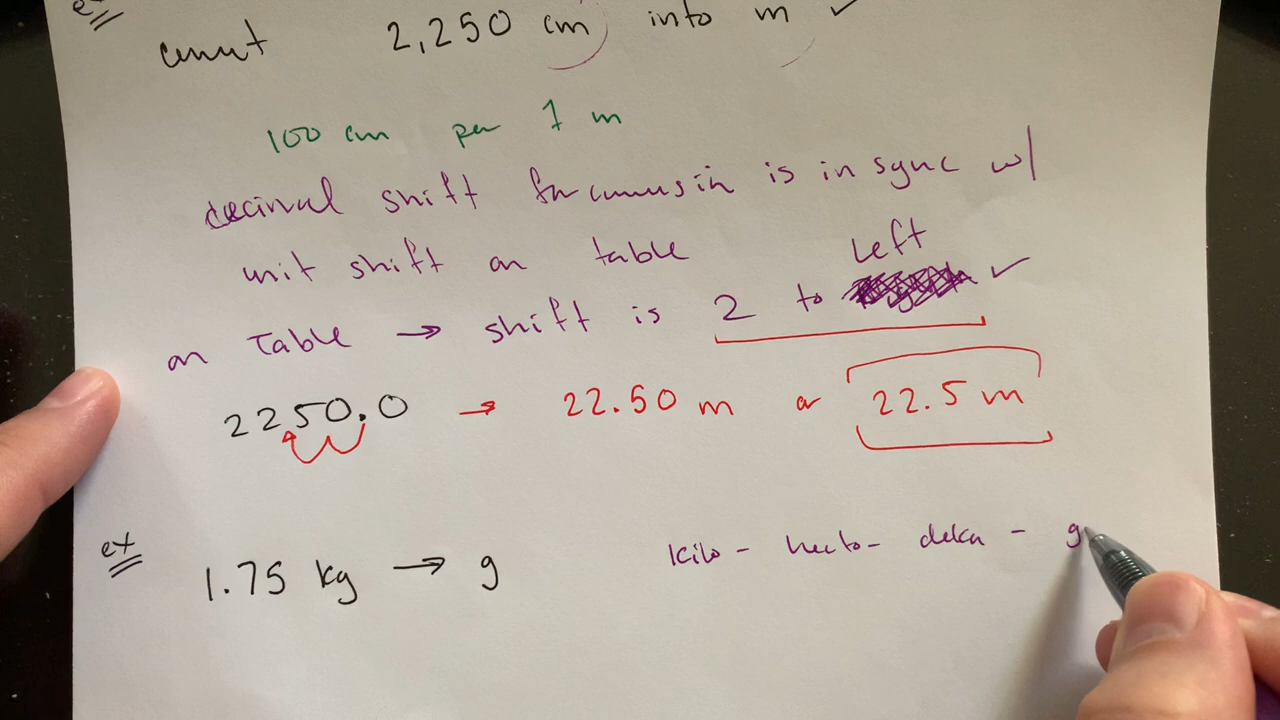 ex
convert 2,250 cm into m ✓
100 cm per 1 m
decimal shift for conversion is in sync w/
unit shift on table
Left
on Table → shift is 2 to ✓
2250.0 → 22.50 m or 22.5 m
ex
1.75 kg → g
kilo - hecto - deka - g